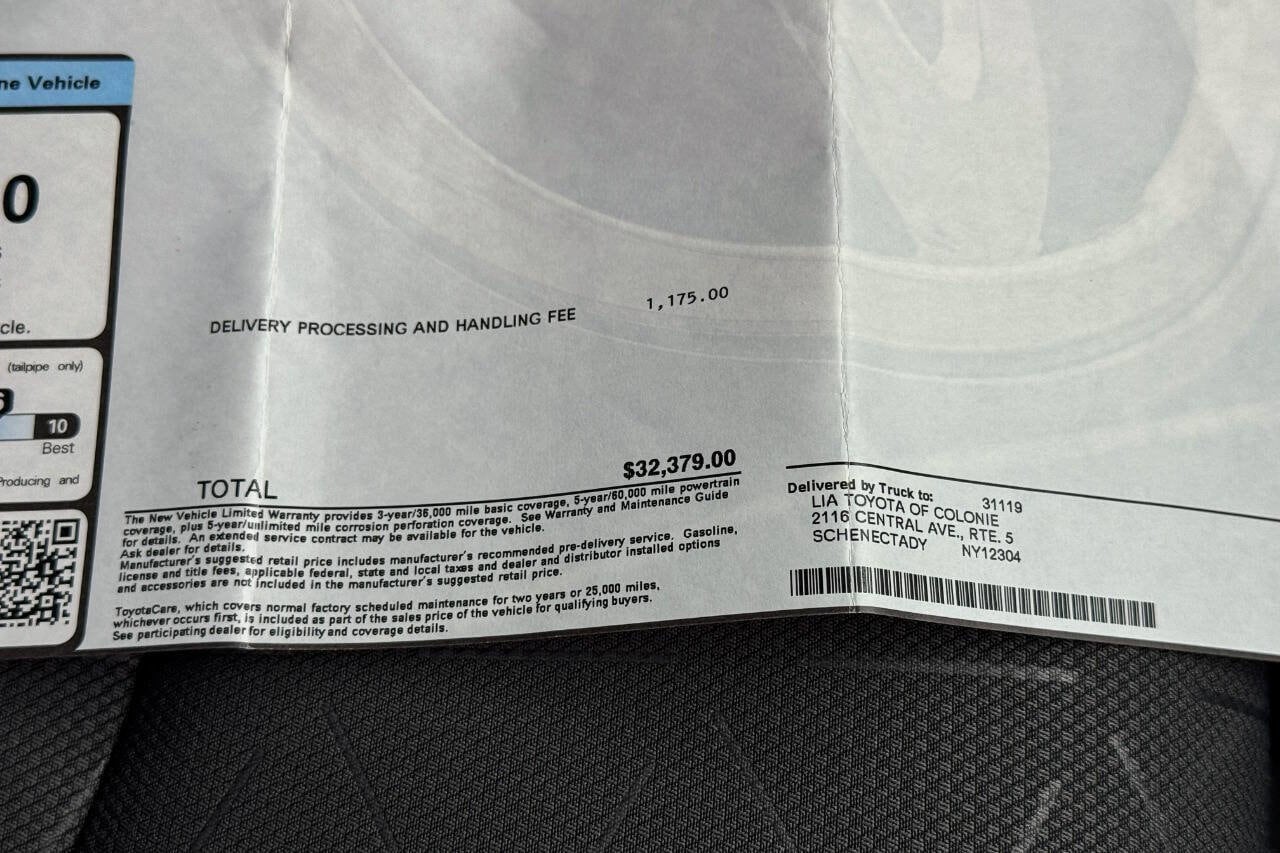 ne Vehicle
0
cle.
(tailpipe only)
10
Best
Producing and
DELIVERY PROCESSING AND HANDLING FEE 1,175.00
TOTAL $32,379.00
The New Vehicle Limited Warranty provides 3-year/36,000 mile basic coverage, 5-year/60,000 mile powertrain
coverage, plus 5-year/unlimited mile corrosion perforation coverage. See Warranty and Maintenance Guide
for details. An extended service contract may be available for the vehicle.
Ask dealer for details.
Manufacturer's suggested retail price includes manufacturer's recommended pre-delivery service. Gasoline,
license and title fees, applicable federal, state and local taxes and dealer and distributor installed options
and accessories are not included in the manufacturer's suggested retail price.
ToyotaCare, which covers normal factory scheduled maintenance for two years or 25,000 miles,
whichever occurs first, is included as part of the sales price of the vehicle for qualifying buyers.
See participating dealer for eligibility and coverage details.
Delivered by Truck to: 31119
LIA TOYOTA OF COLONIE
2116 CENTRAL AVE., RTE. 5
SCHENECTADY NY12304